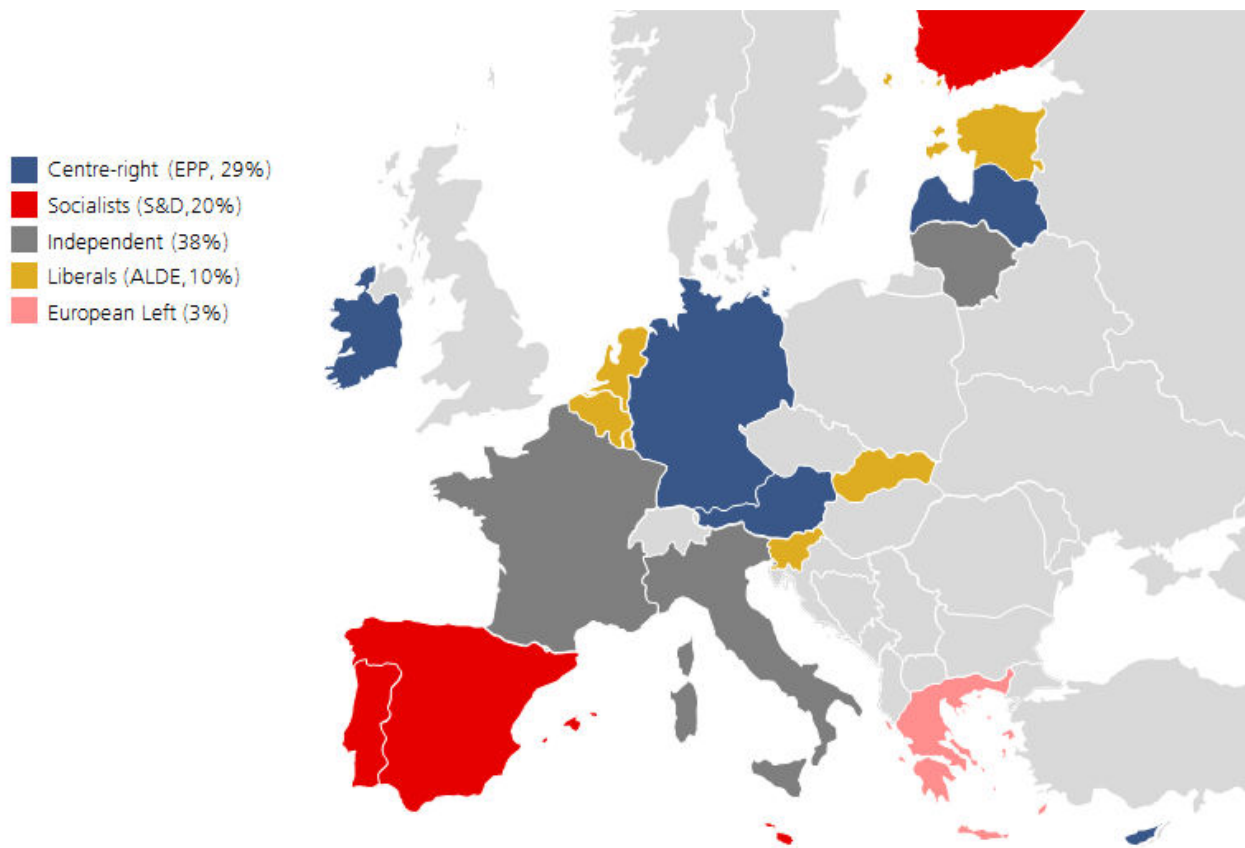 Centre-right (EPP, 29%)
Socialists (S&D,20%)
Independent (38%)
Liberals (ALDE,10%)
European Left (3%)